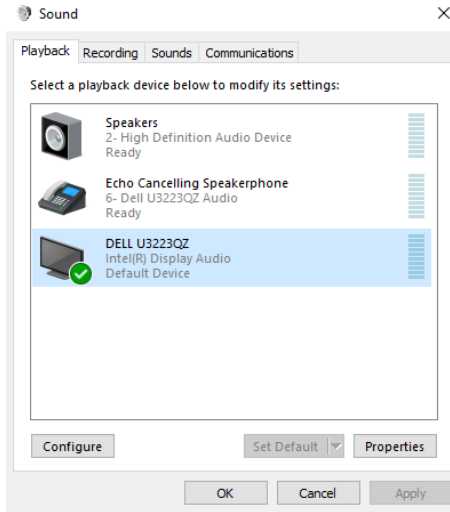 Sound
Playback Recording Sounds Communications
Select a playback device below to modify its settings:
Speakers
2- High Definition Audio Device
Ready
Echo Cancelling Speakerphone
6- Dell U3223QZ Audio
Ready
DELL U3223QZ
Intel(R) Display Audio
Default Device
Configure Set Default Properties
OK Cancel Apply